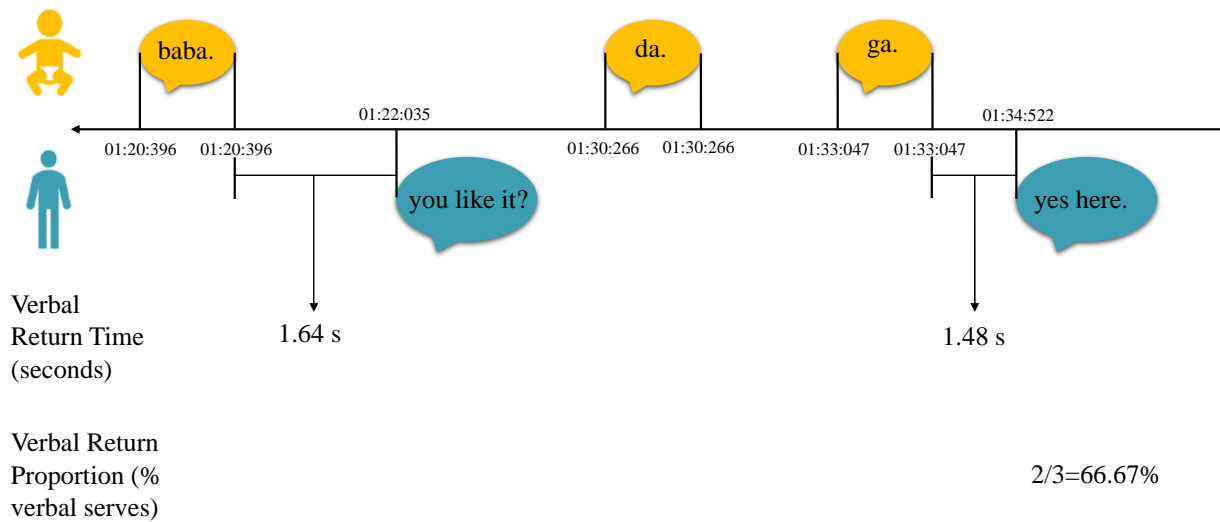 baba.
da.
ga.
01:22:035
01:34:522
01:20:396
01:20:396
01:30:266
01:30:266
01:33:047
01:33:047
you like it?
yes here.
Verbal
Return Time
(seconds)
1.64 s
1.48 s
Verbal Return
Proportion (%
verbal serves)
2/3=66.67%